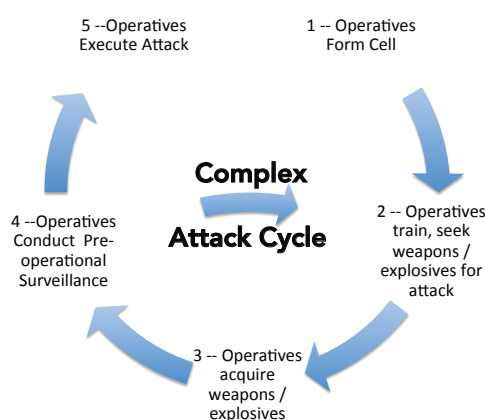 5 --Operatives
Execute Attack
1 -- Operatives
Form Cell
Complex
Attack Cycle
4 --Operatives
Conduct Pre-
operational
Surveillance
2 -- Operatives
train, seek
weapons /
explosives for
attack
3 -- Operatives
acquire
weapons /
explosives